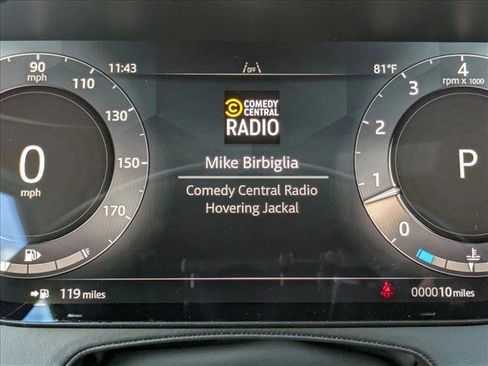 90
mph
110
130
150
170
0
mph
F
119 miles
11:43
OFF
81°F
COMEDY
CENTRAL
RADIO
Mike Birbiglia
Comedy Central Radio
Hovering Jackal
4
rpm x 1000
3
2
1
0
P
000010 miles